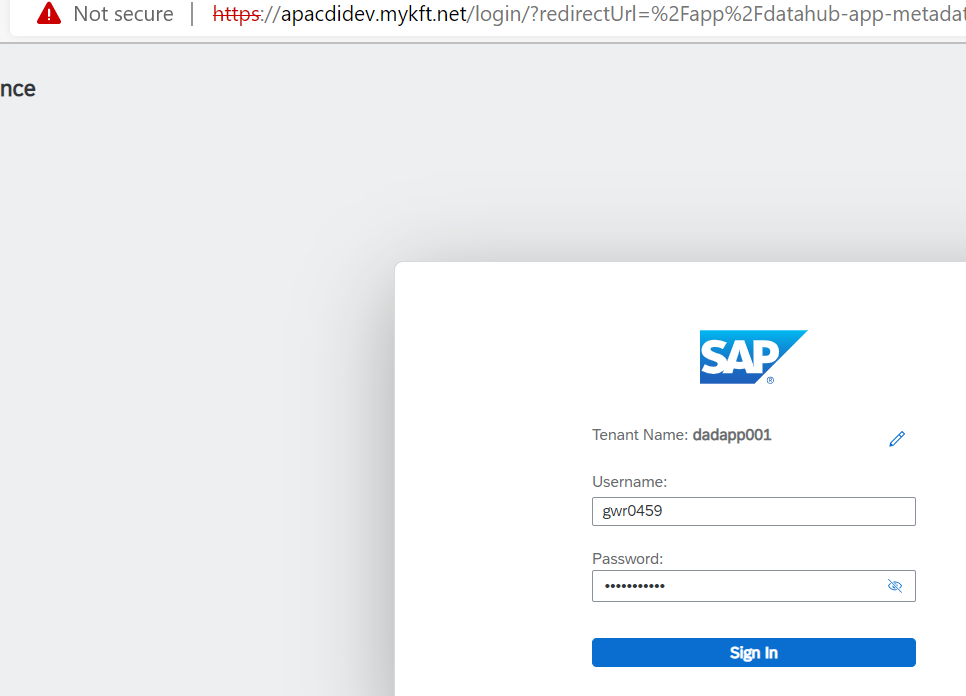 Not secure | https://apacdidev.mykft.net/login/?redirectUrl=%2Fapp%2Fdatahub-app-metadat
nce
SAP®
Tenant Name: dadapp001
Username:
gwr0459
Password:
•••••••••••
Sign In